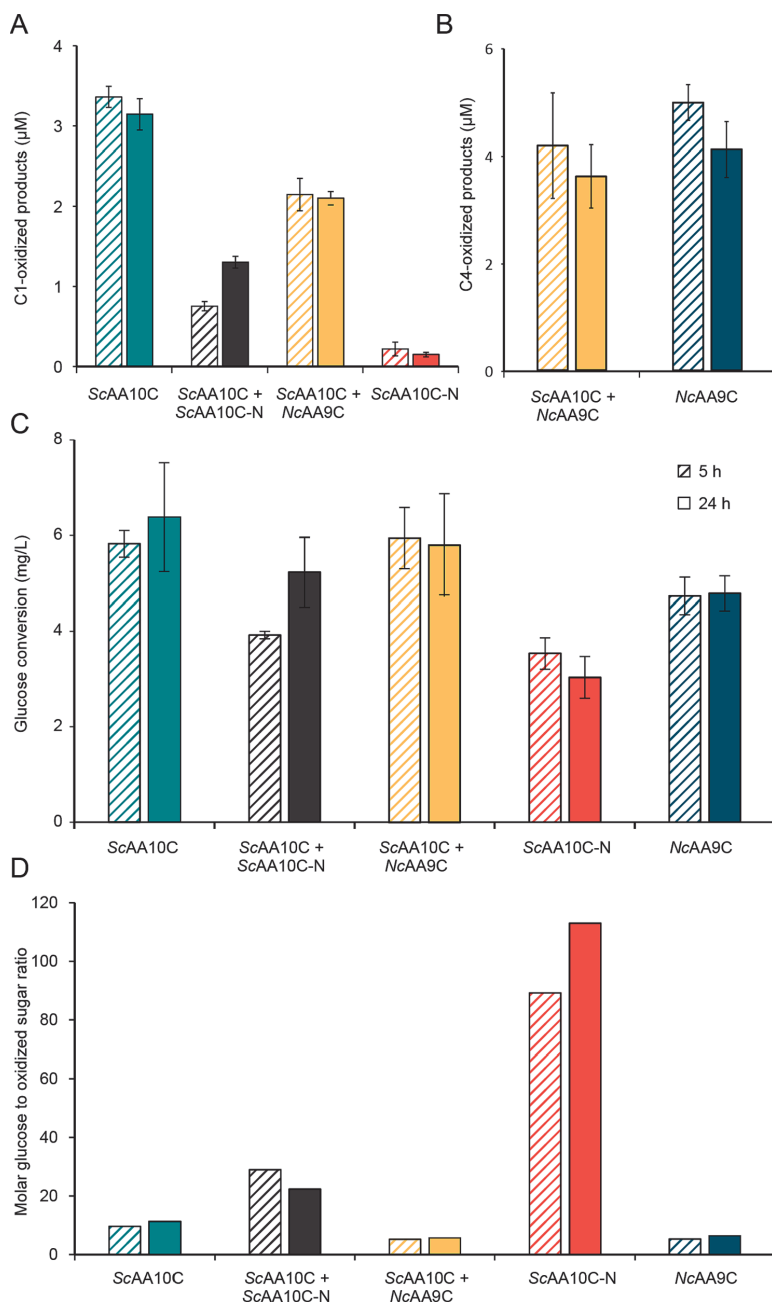 A
C1-oxidized products (µM)
4
3
2
1
0
ScAA10C
ScAA10C +
ScAA10C-N
ScAA10C +
NcAA9C
ScAA10C-N
B
C4-oxidized products (µM)
6
4
2
0
ScAA10C +
NcAA9C
NcAA9C
C
Glucose conversion (mg/L)
8
6
4
2
0
5 h
24 h
ScAA10C
ScAA10C +
ScAA10C-N
ScAA10C +
NcAA9C
ScAA10C-N
NcAA9C
D
Molar glucose to oxidized sugar ratio
120
100
80
60
40
20
0
ScAA10C
ScAA10C +
ScAA10C-N
ScAA10C +
NcAA9C
ScAA10C-N
NcAA9C